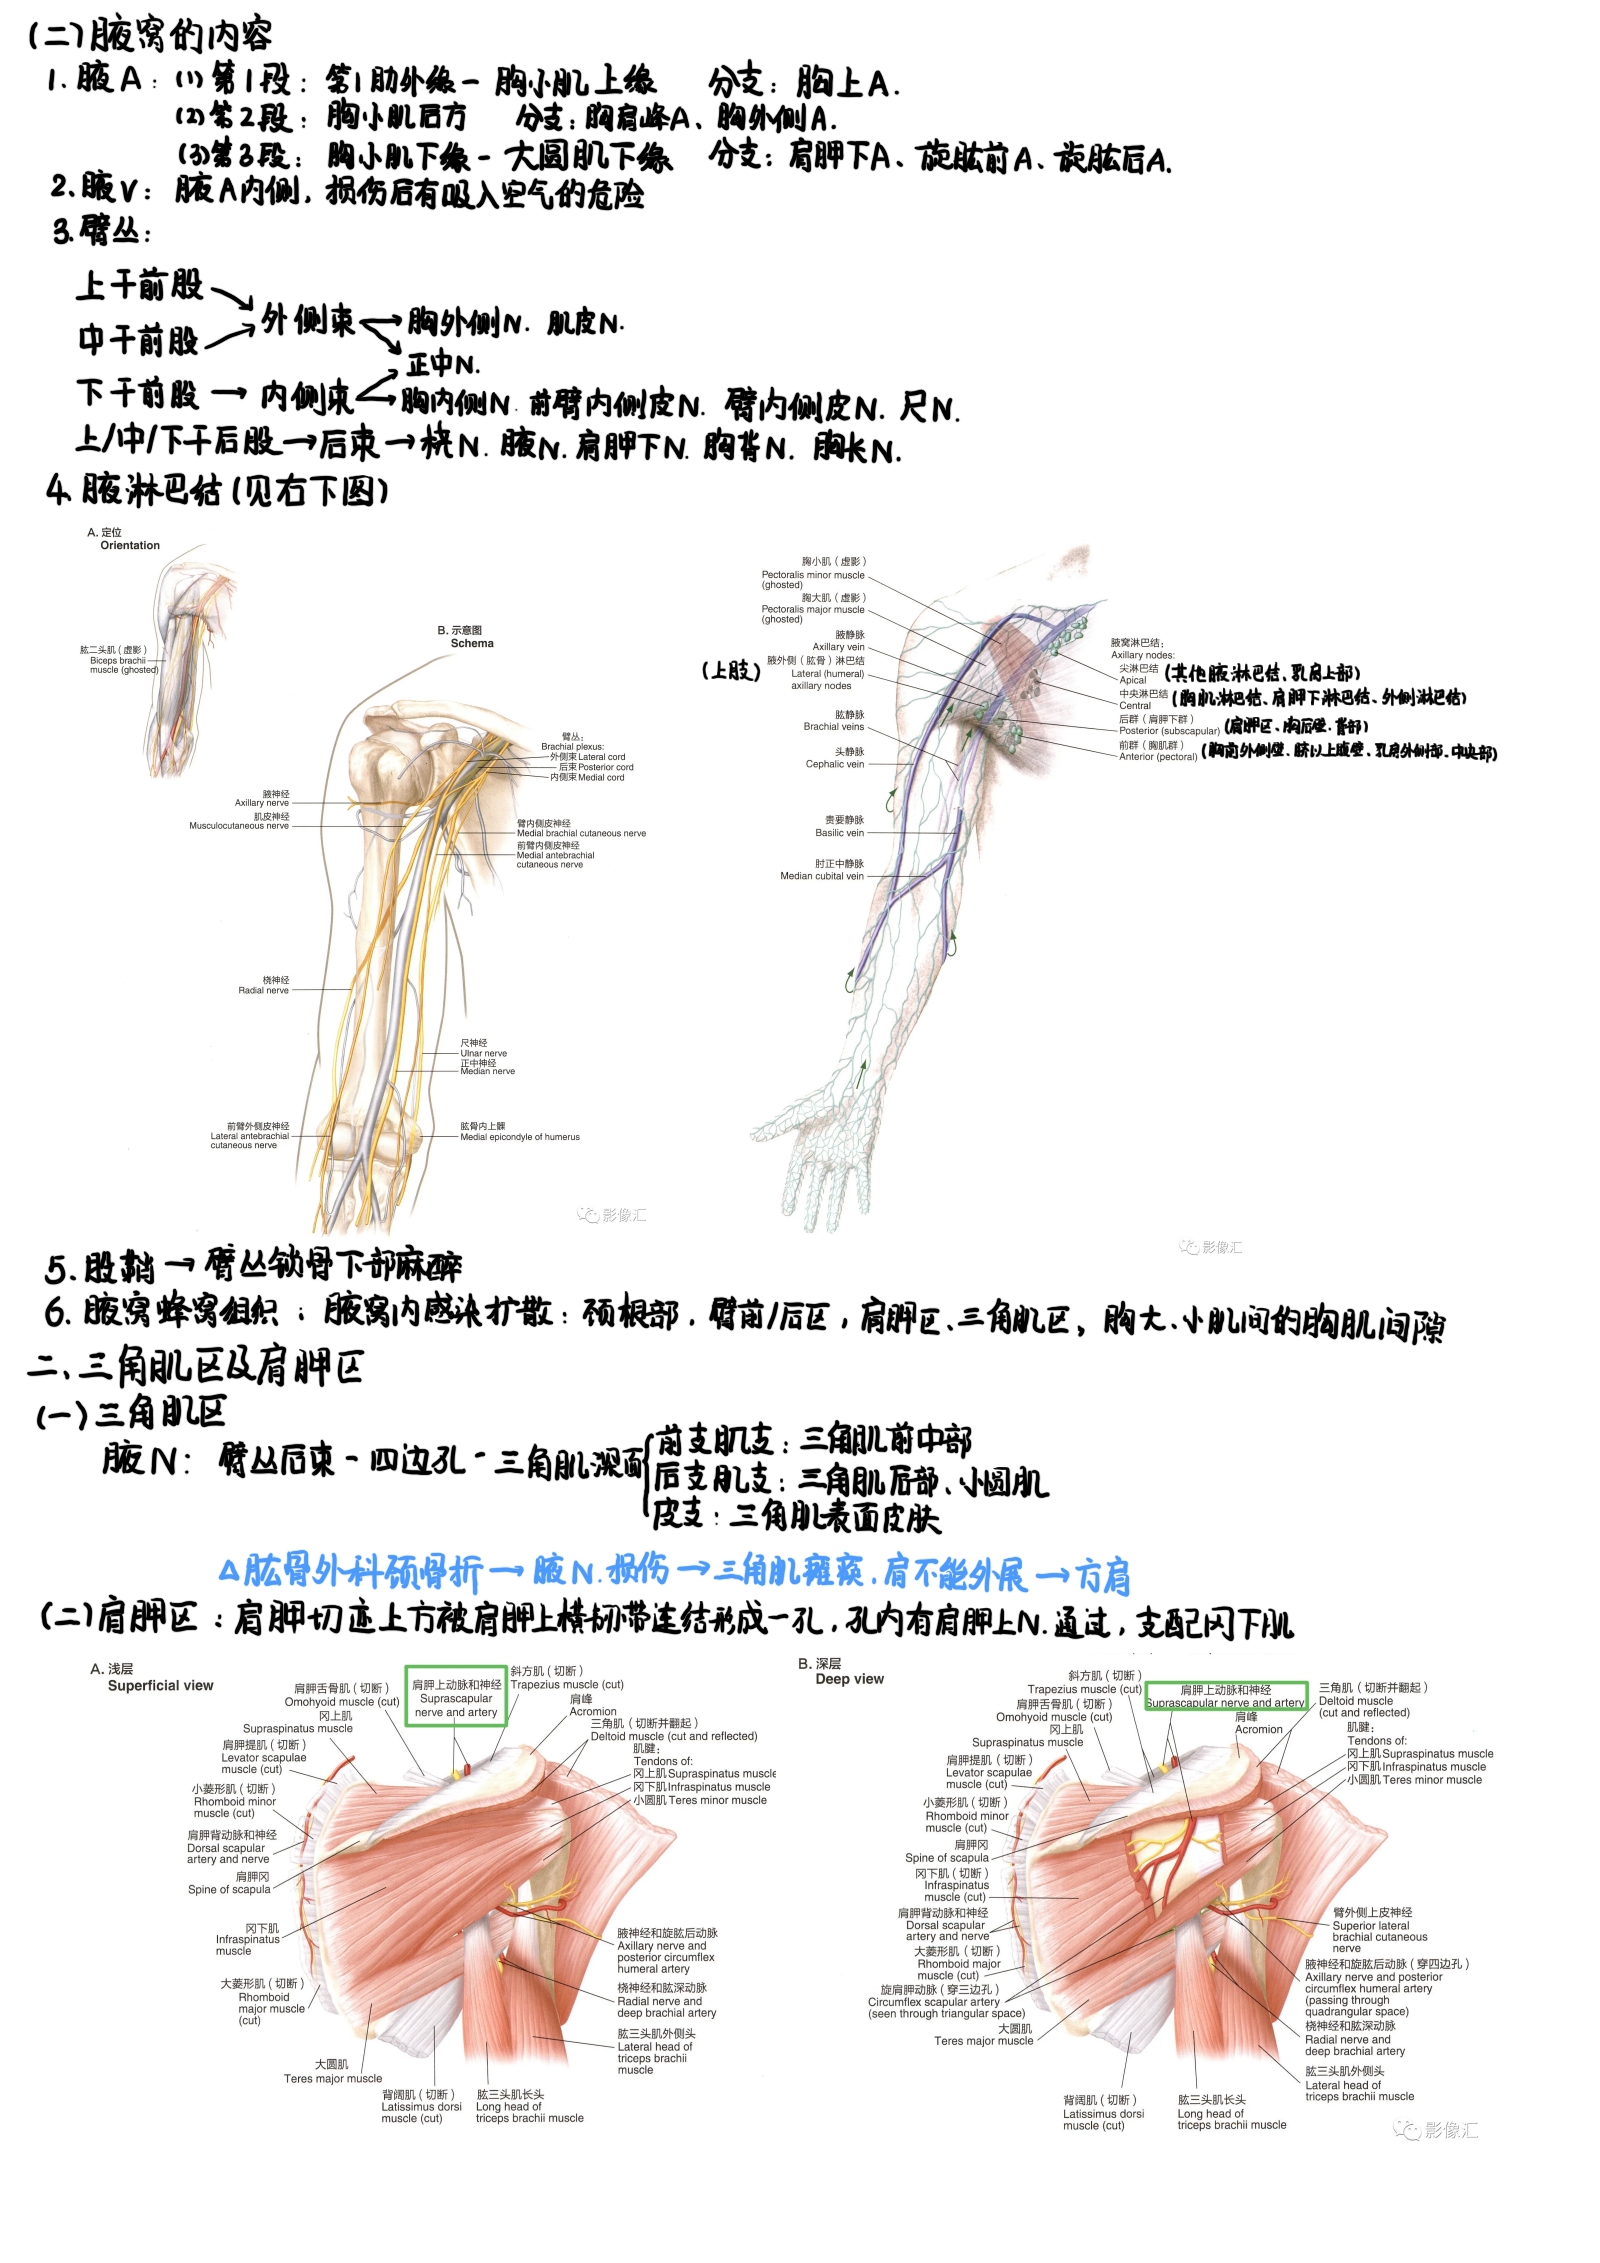 (二)腋窝的内容
1. 腋A: (1) 第1段: 第1肋外缘 - 胸小肌上缘 分支: 胸上A.
(2) 第2段: 胸小肌后方 分支: 胸肩峰A、胸外侧A.
(3) 第3段: 胸小肌下缘 - 大圆肌下缘 分支: 肩胛下A、旋肱前A、旋肱后A.
2. 腋V: 腋A内侧, 损伤后有吸入空气的危险
3. 臂丛:
上干前股
中干前股
外侧束
胸外侧N. 肌皮N.
正中N.
下干前股 → 内侧束
胸内侧N. 前臂内侧皮N. 臂内侧皮N. 尺N.
上/中/下干后股 → 后束 → 桡N. 腋N. 肩胛下N. 胸背N. 胸长N.
4. 腋淋巴结 (见右下图)
A. 定位
Orientation
肱二头肌（虚影）
Biceps brachii
muscle (ghosted)
B. 示意图
Schema
臂丛：
Brachial plexus:
外侧束 Lateral cord
后束 Posterior cord
内侧束 Medial cord
腋神经
Axillary nerve
肌皮神经
Musculocutaneous nerve
臂内侧皮神经
Medial brachial cutaneous nerve
前臂内侧皮神经
Medial antebrachial
cutaneous nerve
桡神经
Radial nerve
尺神经
Ulnar nerve
正中神经
Median nerve
前臂外侧皮神经
Lateral antebrachial
cutaneous nerve
肱骨内上髁
Medial epicondyle of humerus
影像汇
胸小肌（虚影）
Pectoralis minor muscle
(ghosted)
胸大肌（虚影）
Pectoralis major muscle
(ghosted)
腋静脉
Axillary vein
(上肢)
腋外侧（肱骨）淋巴结
Lateral (humeral)
axillary nodes
肱静脉
Brachial veins
头静脉
Cephalic vein
贵要静脉
Basilic vein
肘正中静脉
Median cubital vein
腋窝淋巴结：
Axillary nodes:
尖淋巴结
Apical
(其他腋淋巴结、乳房上部)
中央淋巴结
Central
(胸肌淋巴结、肩胛下淋巴结、外侧淋巴结)
后群（肩胛下群）
Posterior (subscapular)
(肩胛区、胸后壁、背部)
前群（胸肌群）
Anterior (pectoral)
(胸前外侧壁、脐以上腹壁、乳房外侧部、中央部)
影像汇
5. 股鞘 → 臂丛锁骨下部麻醉
6. 腋窝蜂窝组织: 腋窝内感染扩散: 颈根部, 臂前/后区, 肩胛区、三角肌区, 胸大、小肌间的胸肌间隙
二、三角肌区及肩胛区
(一) 三角肌区
腋N: 臂丛后束 - 四边孔 - 三角肌深面
前支肌支: 三角肌前中部
后支肌支: 三角肌后部、小圆肌
皮支: 三角肌表面皮肤
△肱骨外科颈骨折 → 腋N. 损伤 → 三角肌瘫痪, 肩不能外展 → 方肩
(二) 肩胛区: 肩胛切迹上方被肩胛上横韧带连结形成一孔, 孔内有肩胛上N. 通过, 支配冈下肌
A. 浅层
Superficial view
肩胛舌骨肌（切断）
Omohyoid muscle (cut)
冈上肌
Supraspinatus muscle
肩胛提肌（切断）
Levator scapulae
muscle (cut)
小菱形肌（切断）
Rhomboid minor
muscle (cut)
肩胛背动脉和神经
Dorsal scapular
artery and nerve
肩胛冈
Spine of scapula
冈下肌
Infraspinatus
muscle
大菱形肌（切断）
Rhomboid
major muscle
(cut)
大圆肌
Teres major muscle
背阔肌（切断）
Latissimus dorsi
muscle (cut)
肱三头肌长头
Long head of
triceps brachii muscle
肩胛上动脉和神经
Suprascapular
nerve and artery
斜方肌（切断）
Trapezius muscle (cut)
肩峰
Acromion
三角肌（切断并翻起）
Deltoid muscle (cut and reflected)
肌腱：
Tendons of:
冈上肌 Supraspinatus muscle
冈下肌 Infraspinatus muscle
小圆肌 Teres minor muscle
腋神经和旋肱后动脉
Axillary nerve and
posterior circumflex
humeral artery
桡神经和肱深动脉
Radial nerve and
deep brachial artery
肱三头肌外侧头
Lateral head of
triceps brachii
muscle
B. 深层
Deep view
斜方肌（切断）
Trapezius muscle (cut)
肩胛舌骨肌（切断）
Omohyoid muscle (cut)
冈上肌
Supraspinatus muscle
肩胛提肌（切断）
Levator scapulae
muscle (cut)
小菱形肌（切断）
Rhomboid minor
muscle (cut)
肩胛冈
Spine of scapula
冈下肌（切断）
Infraspinatus
muscle (cut)
肩胛背动脉和神经
Dorsal scapular
artery and nerve
大菱形肌（切断）
Rhomboid major
muscle (cut)
旋肩胛动脉（穿三边孔）
Circumflex scapular artery
(seen through triangular space)
大圆肌
Teres major muscle
背阔肌（切断）
Latissimus dorsi
muscle (cut)
肱三头肌长头
Long head of
triceps brachii muscle
肩胛上动脉和神经
Suprascapular nerve and artery
肩峰
Acromion
三角肌（切断并翻起）
Deltoid muscle
(cut and reflected)
肌腱：
Tendons of:
冈上肌 Supraspinatus muscle
冈下肌 Infraspinatus muscle
小圆肌 Teres minor muscle
臂外侧上皮神经
Superior lateral
brachial cutaneous
nerve
腋神经和旋肱后动脉（穿四边孔）
Axillary nerve and posterior
circumflex humeral artery
(passing through
quadrangular space)
桡神经和肱深动脉
Radial nerve and
deep brachial artery
肱三头肌外侧头
Lateral head of
triceps brachii muscle
影像汇